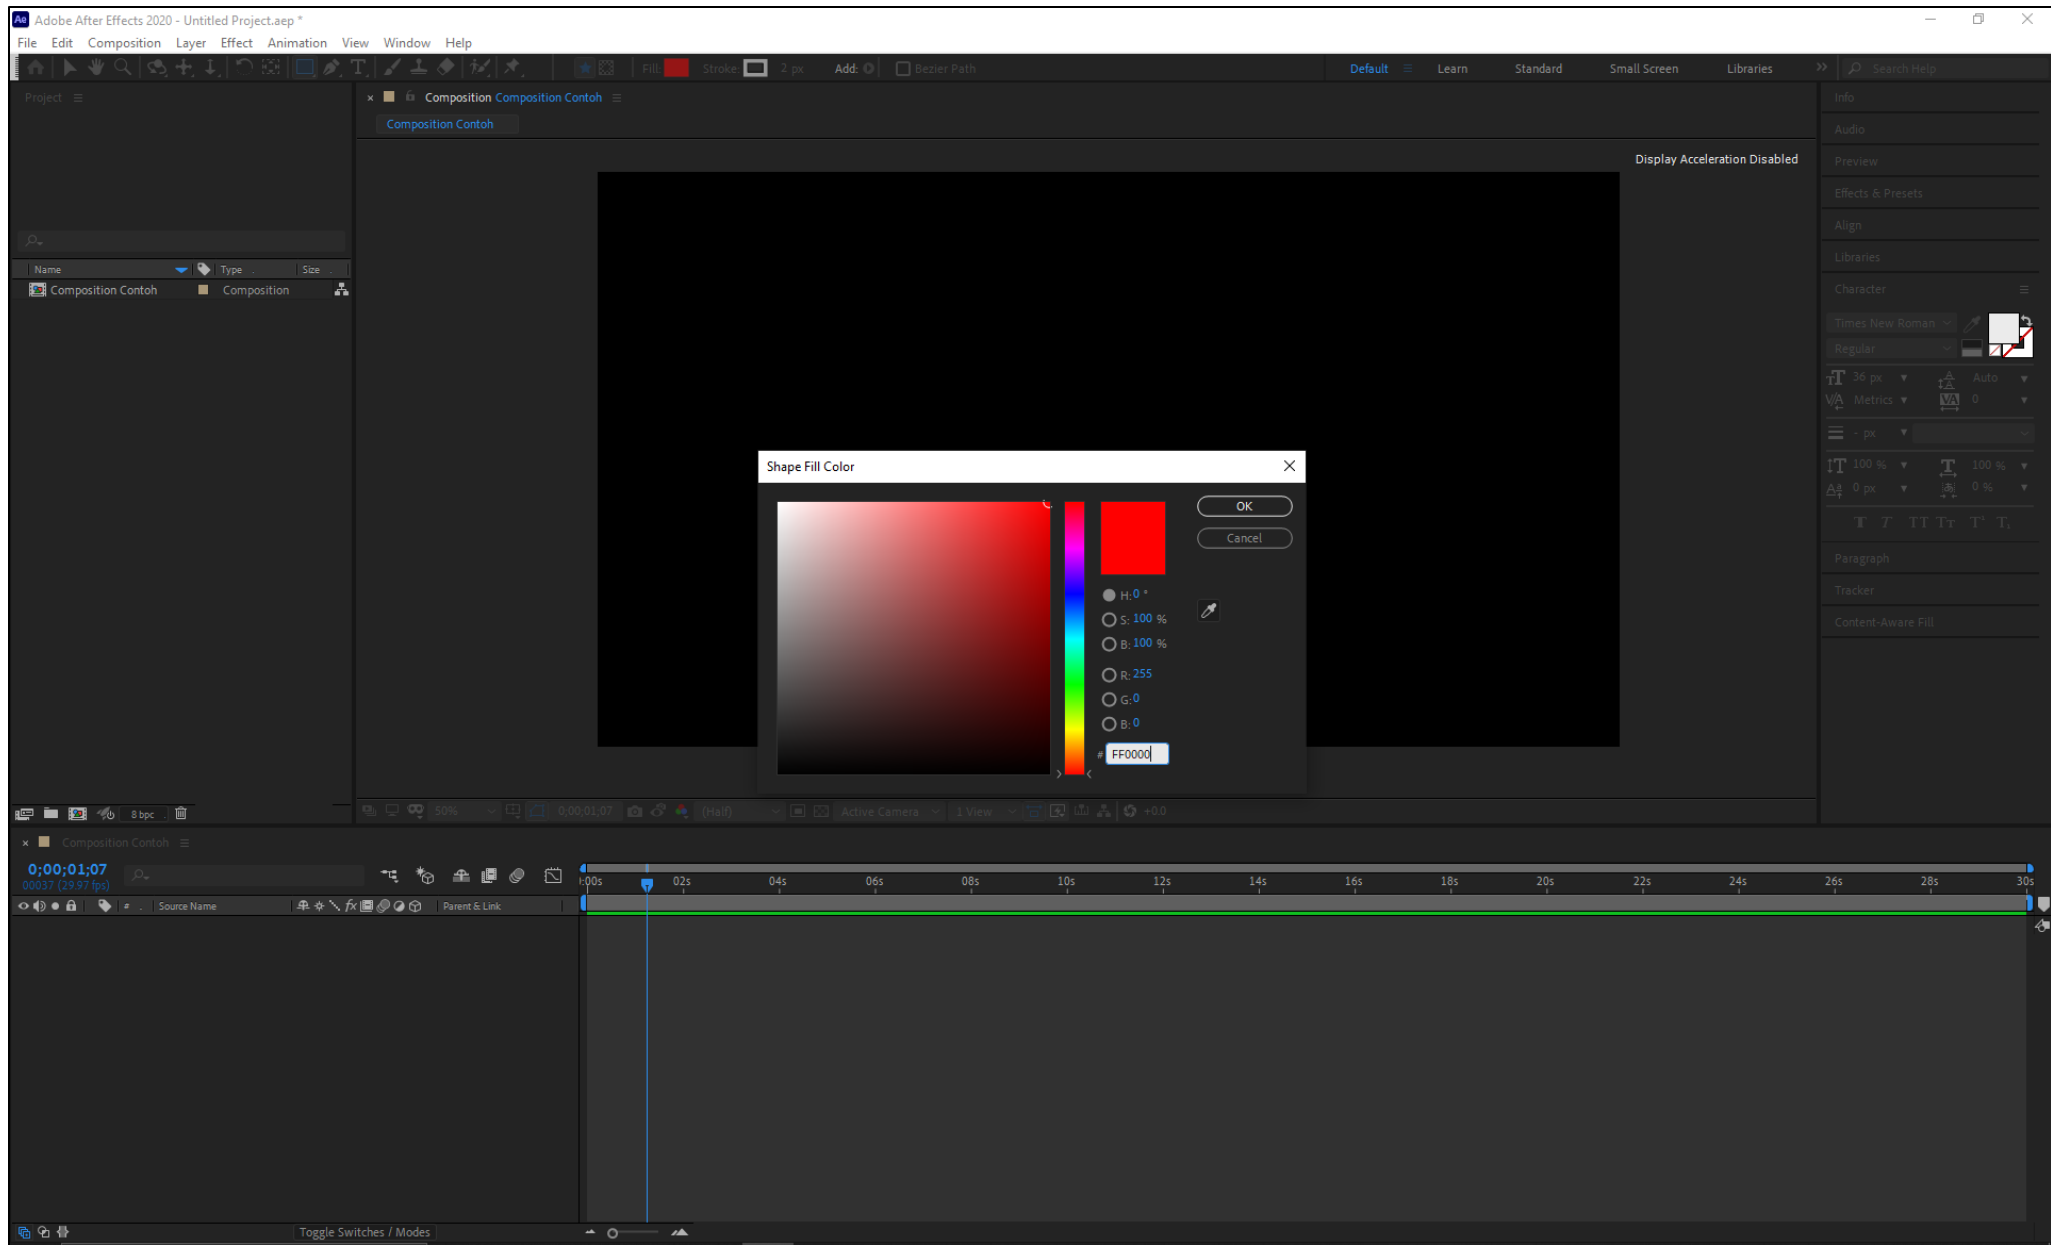 Ae Adobe After Effects 2020 - Untitled Project.aep *
File Edit Composition Layer Effect Animation View Window Help
T Fill: Stroke: 2 px Add: Bezier Path Default Learn Standard Small Screen Libraries Search Help
Project
Composition Composition Contoh
Composition Contoh
Display Acceleration Disabled
Info
Audio
Preview
Effects & Presets
Align
Libraries
Character
Times New Roman
Regular
36 px Auto
Metrics 0
- px
100 % 100 %
0 px 0 %
T T TT Tt T' T,
Paragraph
Tracker
Content-Aware Fill
Name Type Size
Composition Contoh Composition
Shape Fill Color
OK
Cancel
H: 0 °
S: 100 %
B: 100 %
R: 255
G: 0
B: 0
# FF0000
8 bpc
50% 0;00;01;07 (Half) Active Camera 1 View +0.0
Composition Contoh
0;00;01;07
00037 (29.97 fps)
:00s 02s 04s 06s 08s 10s 12s 14s 16s 18s 20s 22s 24s 26s 28s 30s
# Source Name fx Parent & Link
Toggle Switches / Modes